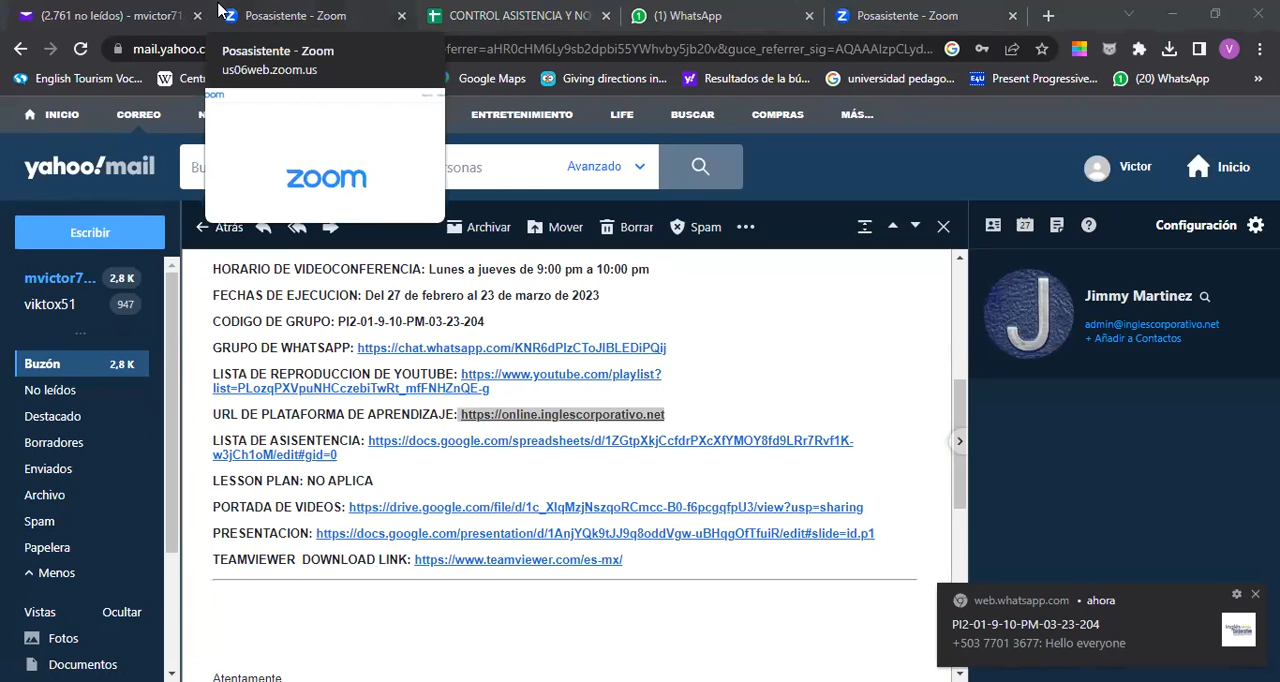 (2.761 no leídos) - mvictor71
Posasistente - Zoom
CONTROL ASISTENCIA Y NO
(1) WhatsApp
Posasistente - Zoom
mail.yahoo.c
eferrer=aHR0cHM6Ly9sb2dpbi55YWhvby5jb20v&guce_referrer_sig=AQAAAIzpCLyd...
Posasistente - Zoom
us06web.zoom.us
English Tourism Voc...
Cent
Google Maps
Giving directions in...
Resultados de la bú...
universidad pedago...
Present Progressive...
(20) WhatsApp
INICIO
CORREO
N
ENTRETENIMIENTO
LIFE
BUSCAR
COMPRAS
MÁS...
zoom
yahoo!mail
Bu
sonas
Avanzado
Victor
Inicio
Escribir
Atrás
Archivar
Mover
Borrar
Spam
27
Configuración
mvictor7... 2,8 K
viktox51 947
...
Buzón 2,8 K
No leídos
Destacado
Borradores
Enviados
Archivo
Spam
Papelera
Menos
Vistas Ocultar
Fotos
Documentos
HORARIO DE VIDEOCONFERENCIA: Lunes a jueves de 9:00 pm a 10:00 pm
FECHAS DE EJECUCION: Del 27 de febrero al 23 de marzo de 2023
CODIGO DE GRUPO: PI2-01-9-10-PM-03-23-204
GRUPO DE WHATSAPP: https://chat.whatsapp.com/KNR6dPIzCToJIBLEDiPQij
LISTA DE REPRODUCCION DE YOUTUBE: https://www.youtube.com/playlist?
list=PLozqPXVpuNHCczebiTwRt_mfFNHZnQE-g
URL DE PLATAFORMA DE APRENDIZAJE: https://online.inglescorporativo.net
LISTA DE ASISENTENCIA: https://docs.google.com/spreadsheets/d/1ZGtpXkjCcfdrPXcXfYMOY8fd9LRr7Rvf1K-
w3jCh1oM/edit#gid=0
LESSON PLAN: NO APLICA
PORTADA DE VIDEOS: https://drive.google.com/file/d/1c_XlqMzjNszqoRCmcc-B0-f6pcgqfpU3/view?usp=sharing
PRESENTACION: https://docs.google.com/presentation/d/1AnjYQk9tJJ9q8oddVgw-uBHqgOfTfuiR/edit#slide=id.p1
TEAMVIEWER DOWNLOAD LINK: https://www.teamviewer.com/es-mx/
Atentamente
J
Jimmy Martinez
admin@inglescorporativo.net
+ Añadir a Contactos
web.whatsapp.com • ahora
PI2-01-9-10-PM-03-23-204
+503 7701 3677: Hello everyone